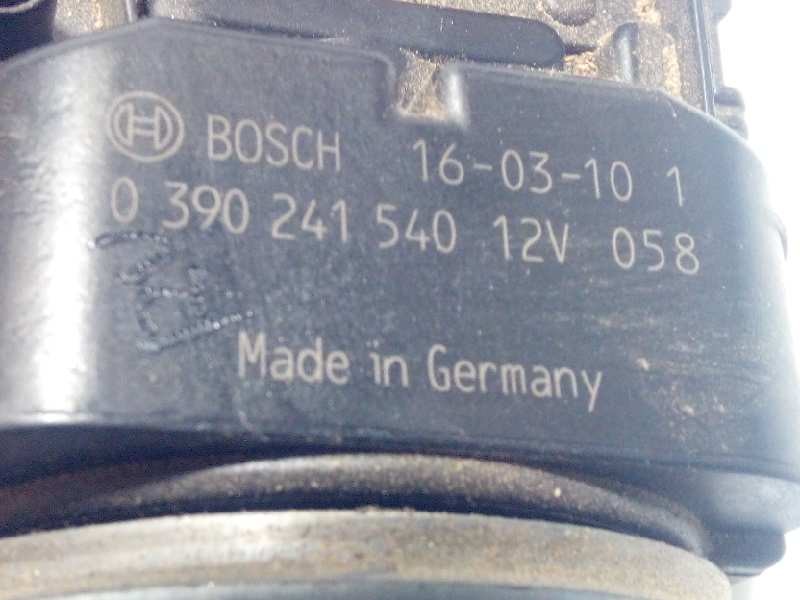 BOSCH 16-03-10 1
0 390 241 540 12V 058
Made in Germany